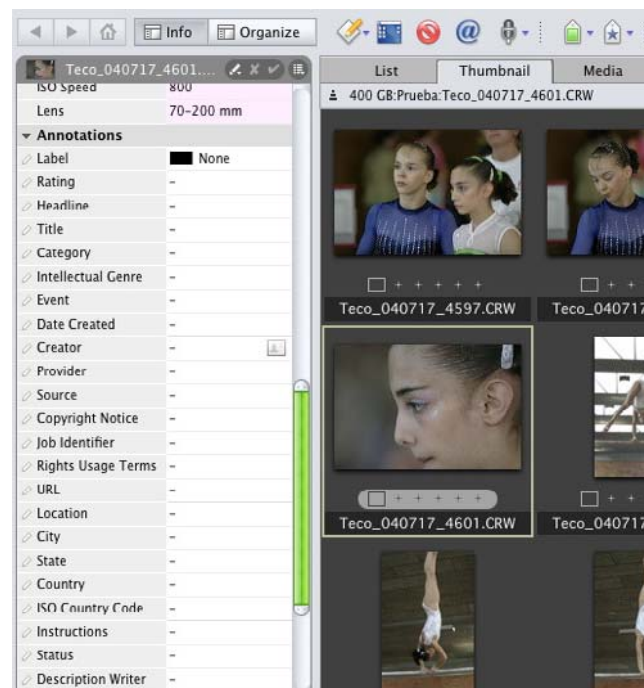 Info
Organize
Teco_040717_4601....
ISO Speed 800
Lens 70–200 mm
Annotations
Label None
Rating –
Headline –
Title –
Category –
Intellectual Genre –
Event –
Date Created –
Creator –
Provider –
Source –
Copyright Notice –
Job Identifier –
Rights Usage Terms –
URL –
Location –
City –
State –
Country –
ISO Country Code –
Instructions –
Status –
Description Writer –
List
Thumbnail
Media
400 GB:Prueba:Teco_040717_4601.CRW
Teco_040717_4597.CRW
Teco_04071
Teco_040717_4601.CRW
Teco_04071